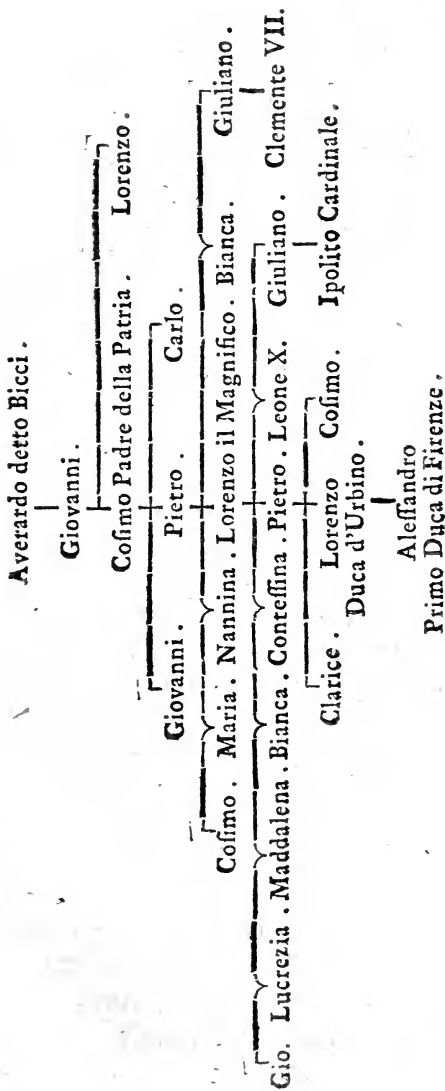 Averardo detto Bicci.
Giovanni.
Coſimo Padre della Patria. Lorenzo.
Giovanni. Pietro. Carlo.
Coſimo. Maria. Nannina. Lorenzo il Magnifico. Bianca. Giuliano.
Clemente VII.
Gio. Lucrezia. Maddalena. Bianca. Conteſſina. Pietro. Leone X. Giuliano.
Ipolito Cardinale.
Clarice. Lorenzo Coſimo.
Duca d'Urbino.
Aleſſandro
Primo Duca di Firenze.